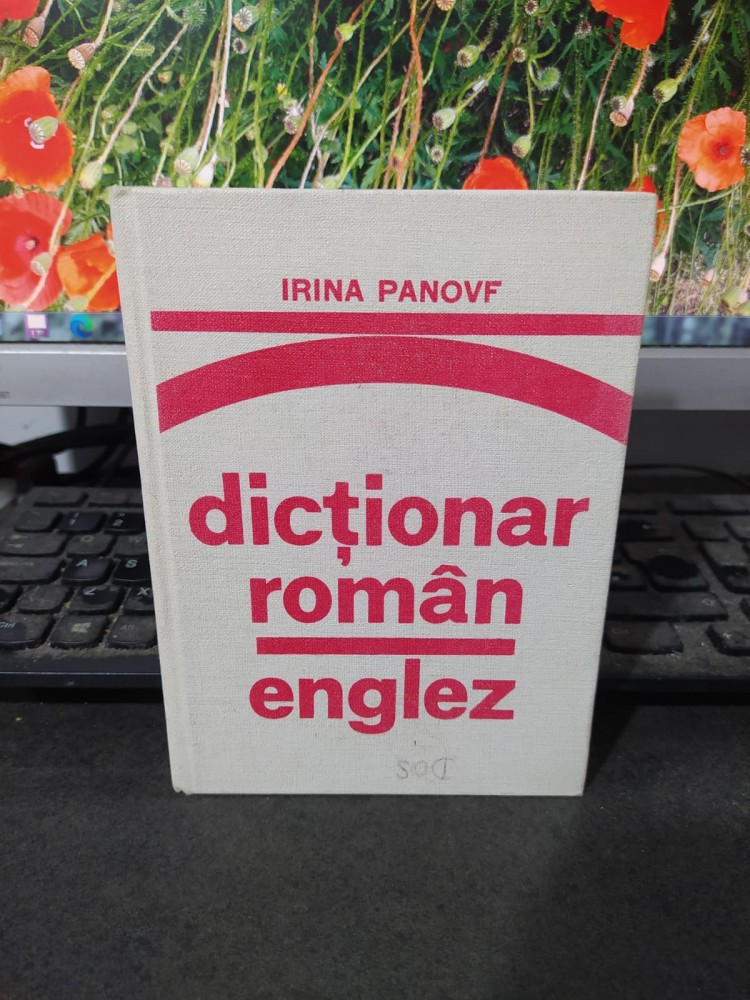 IRINA PANOVF
dicționar
român
englez